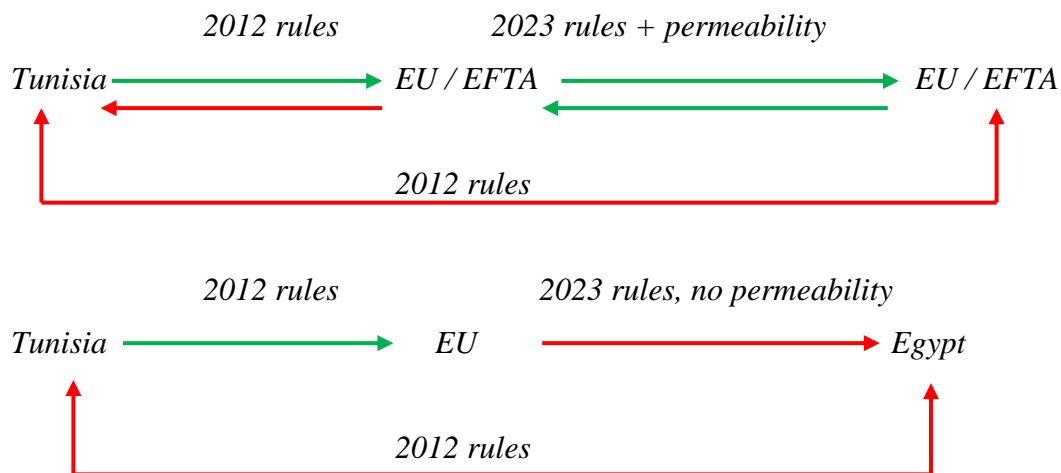 2012 rules 2023 rules + permeability
Tunisia EU / EFTA EU / EFTA
2012 rules
2012 rules 2023 rules, no permeability
Tunisia EU Egypt
2012 rules